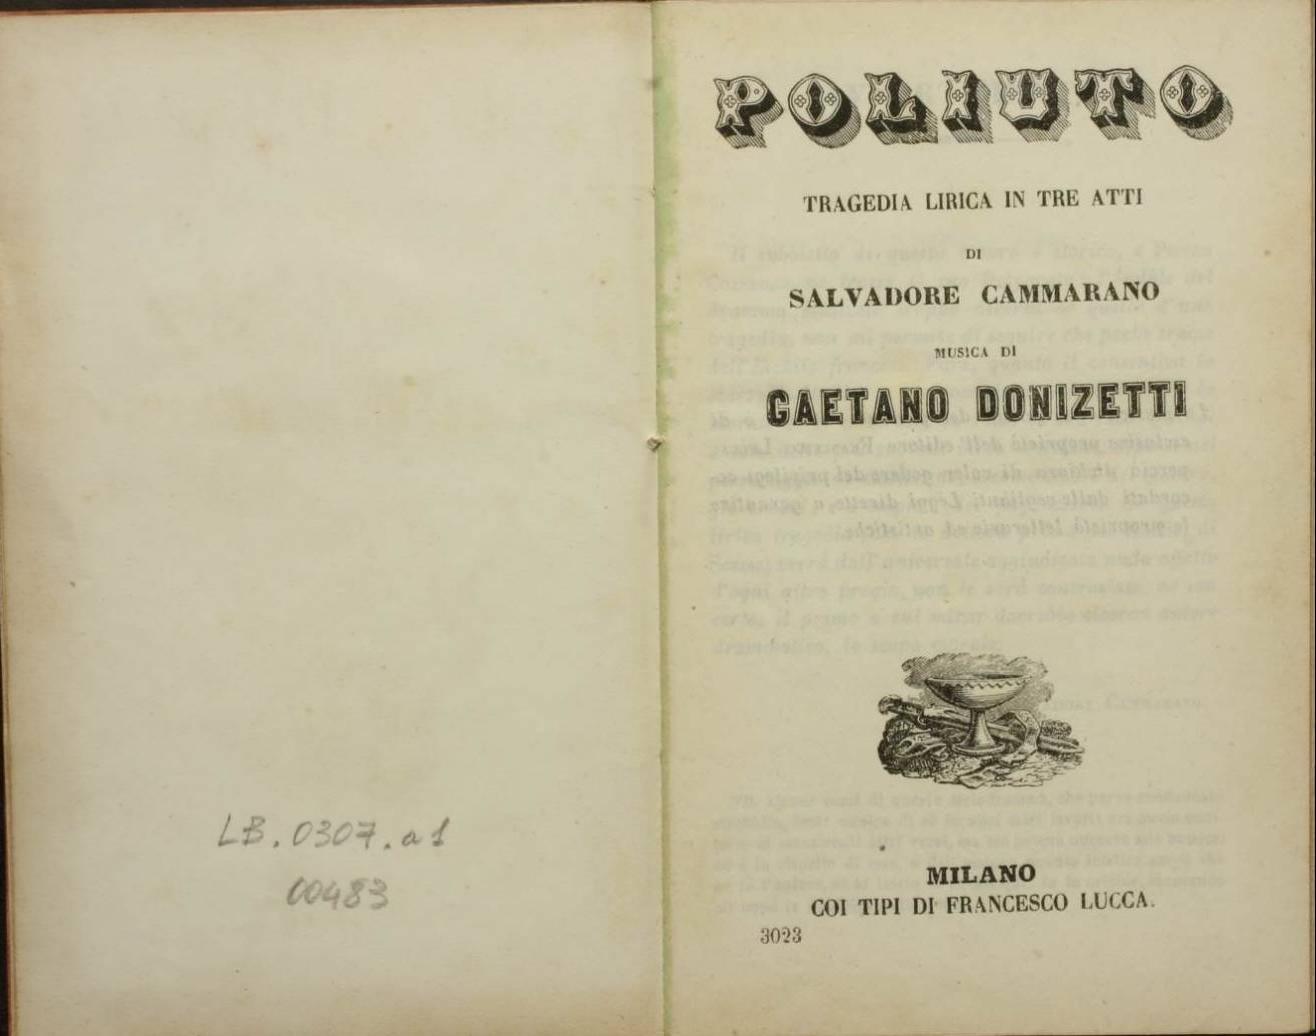 LB.0307.a1
00483
POLIUTO
TRAGEDIA LIRICA IN TRE ATTI
DI
SALVADORE CAMMARANO
MUSICA DI
GAETANO DONIZETTI
MILANO
COI TIPI DI FRANCESCO LUCCA.
3023